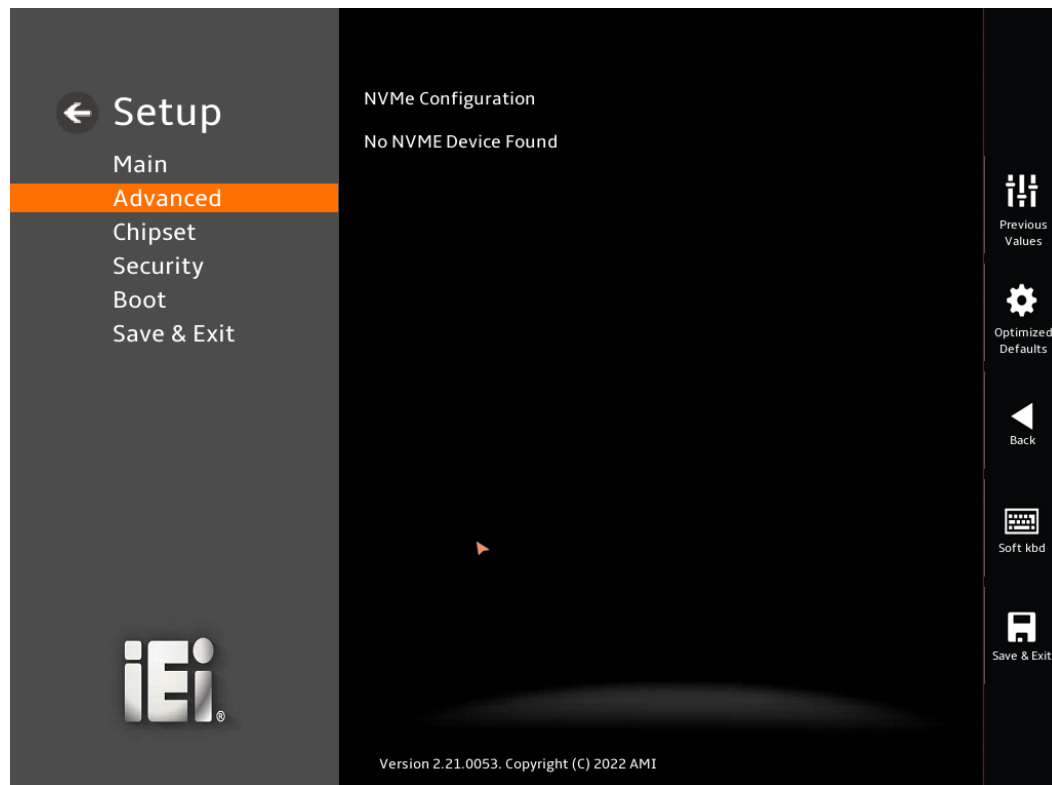 Setup
Main
Advanced
Chipset
Security
Boot
Save & Exit
iEi®
NVMe Configuration
No NVME Device Found
Version 2.21.0053. Copyright (C) 2022 AMI
Previous
Values
Optimized
Defaults
Back
Soft kbd
Save & Exit